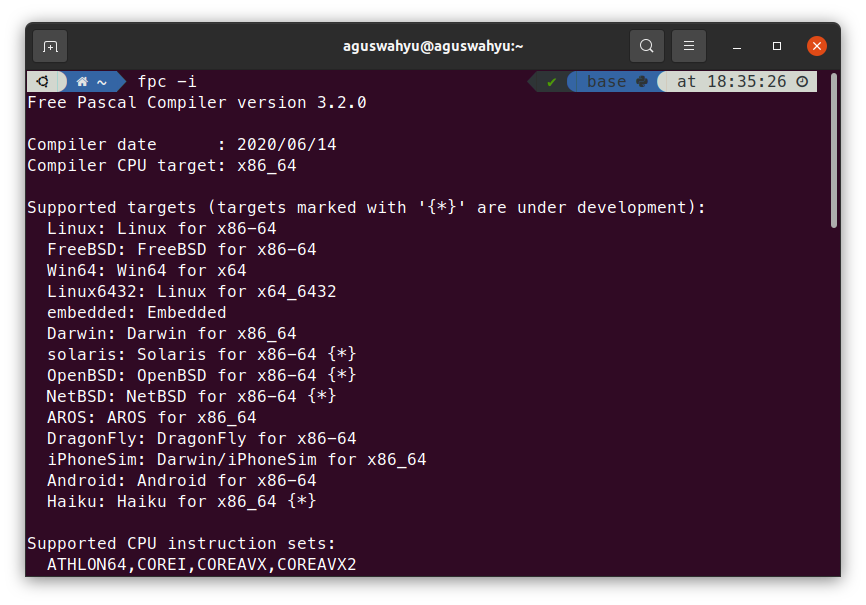 aguswahyu@aguswahyu:~
~ fpc -i ✔ base at 18:35:26
Free Pascal Compiler version 3.2.0
Compiler date      : 2020/06/14
Compiler CPU target: x86_64
Supported targets (targets marked with '{*}' are under development):
  Linux: Linux for x86-64
  FreeBSD: FreeBSD for x86-64
  Win64: Win64 for x64
  Linux6432: Linux for x64_6432
  embedded: Embedded
  Darwin: Darwin for x86_64
  solaris: Solaris for x86-64 {*}
  OpenBSD: OpenBSD for x86-64 {*}
  NetBSD: NetBSD for x86-64 {*}
  AROS: AROS for x86_64
  DragonFly: DragonFly for x86-64
  iPhoneSim: Darwin/iPhoneSim for x86_64
  Android: Android for x86-64
  Haiku: Haiku for x86_64 {*}
Supported CPU instruction sets:
  ATHLON64,COREI,COREAVX,COREAVX2